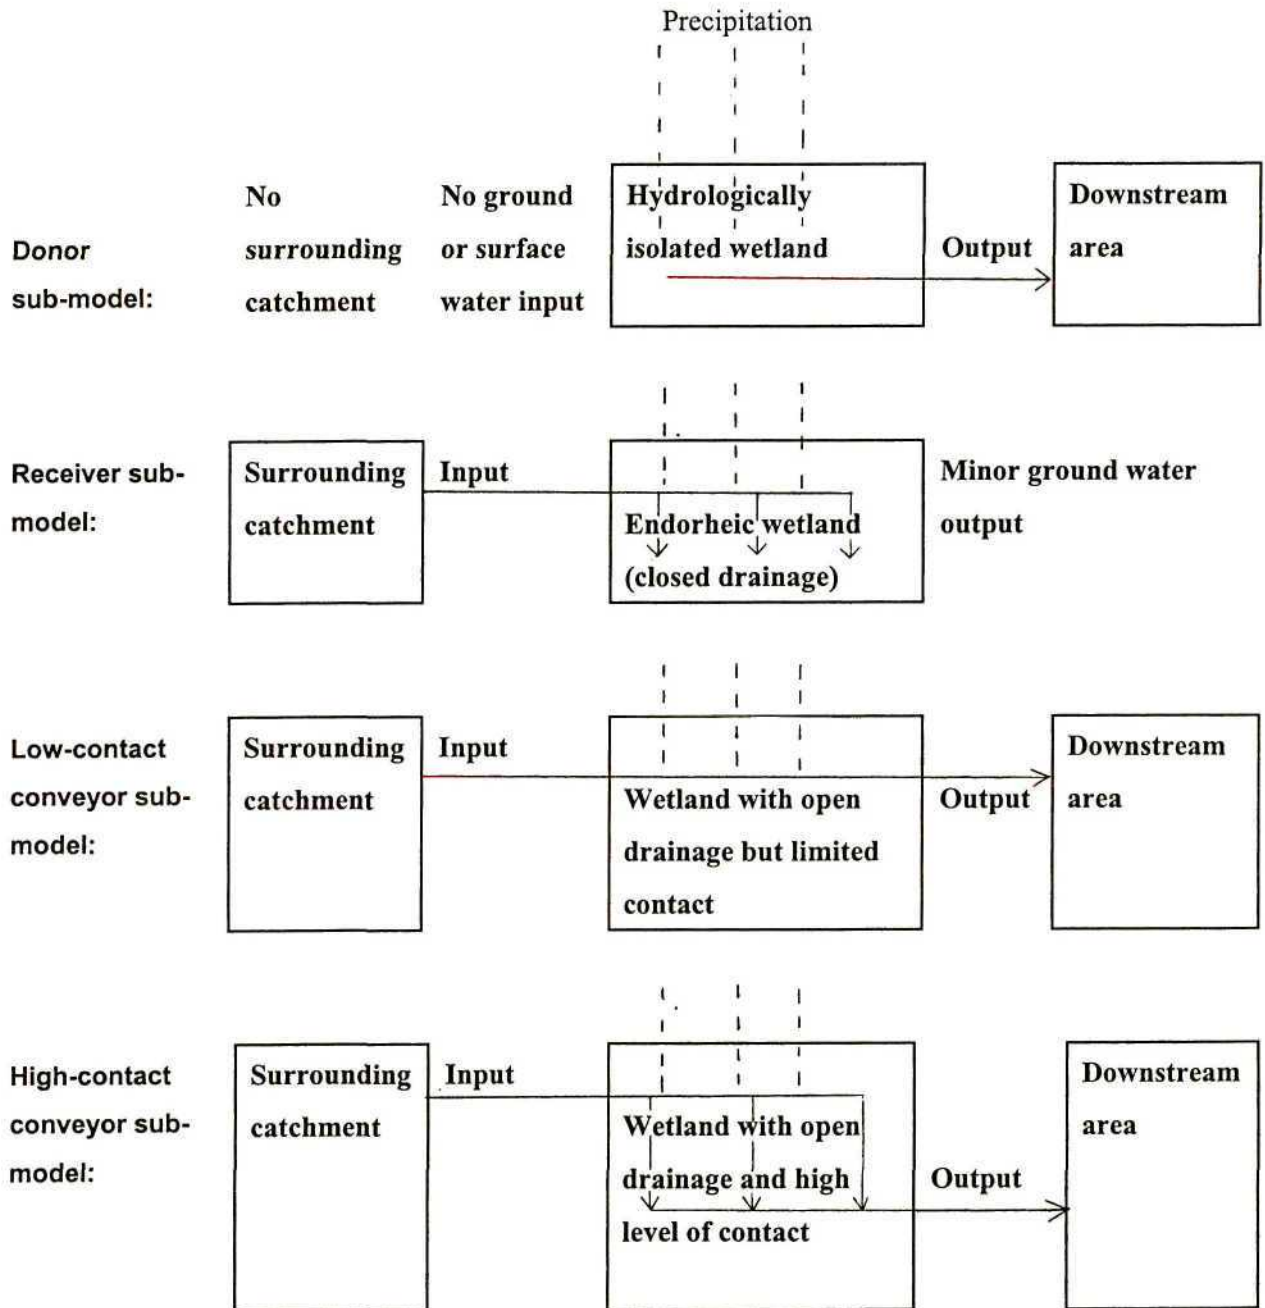 Precipitation
Donor
sub-model:
No
surrounding
catchment
No ground
or surface
water input
Hydrologically
isolated wetland
Output
Downstream
area
Receiver sub-
model:
Surrounding
catchment
Input
Endorheic wetland
(closed drainage)
Minor ground water
output
Low-contact
conveyor sub-
model:
Surrounding
catchment
Input
Wetland with open
drainage but limited
contact
Output
Downstream
area
High-contact
conveyor sub-
model:
Surrounding
catchment
Input
Wetland with open
drainage and high
level of contact
Output
Downstream
area